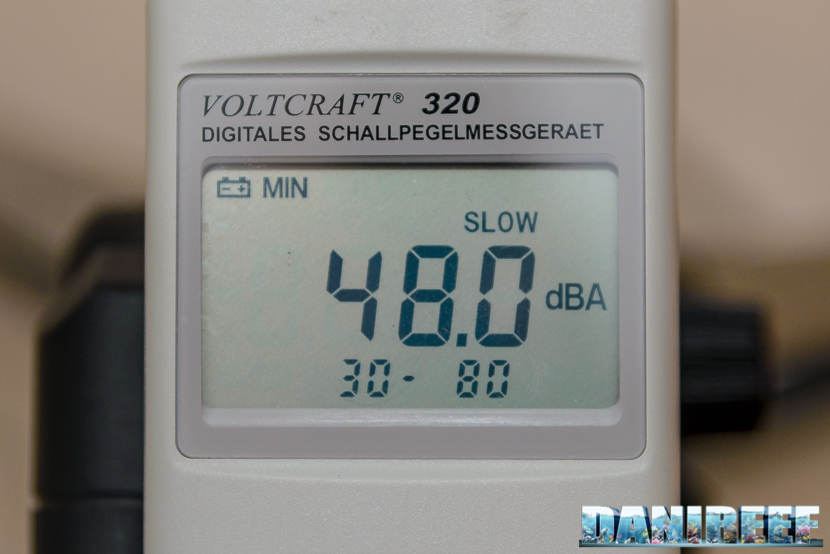 VOLTCRAFT® 320
DIGITALES SCHALLPEGELMESSGERAET
MIN
SLOW
48.0 dBA
30 - 80
DANIREEF